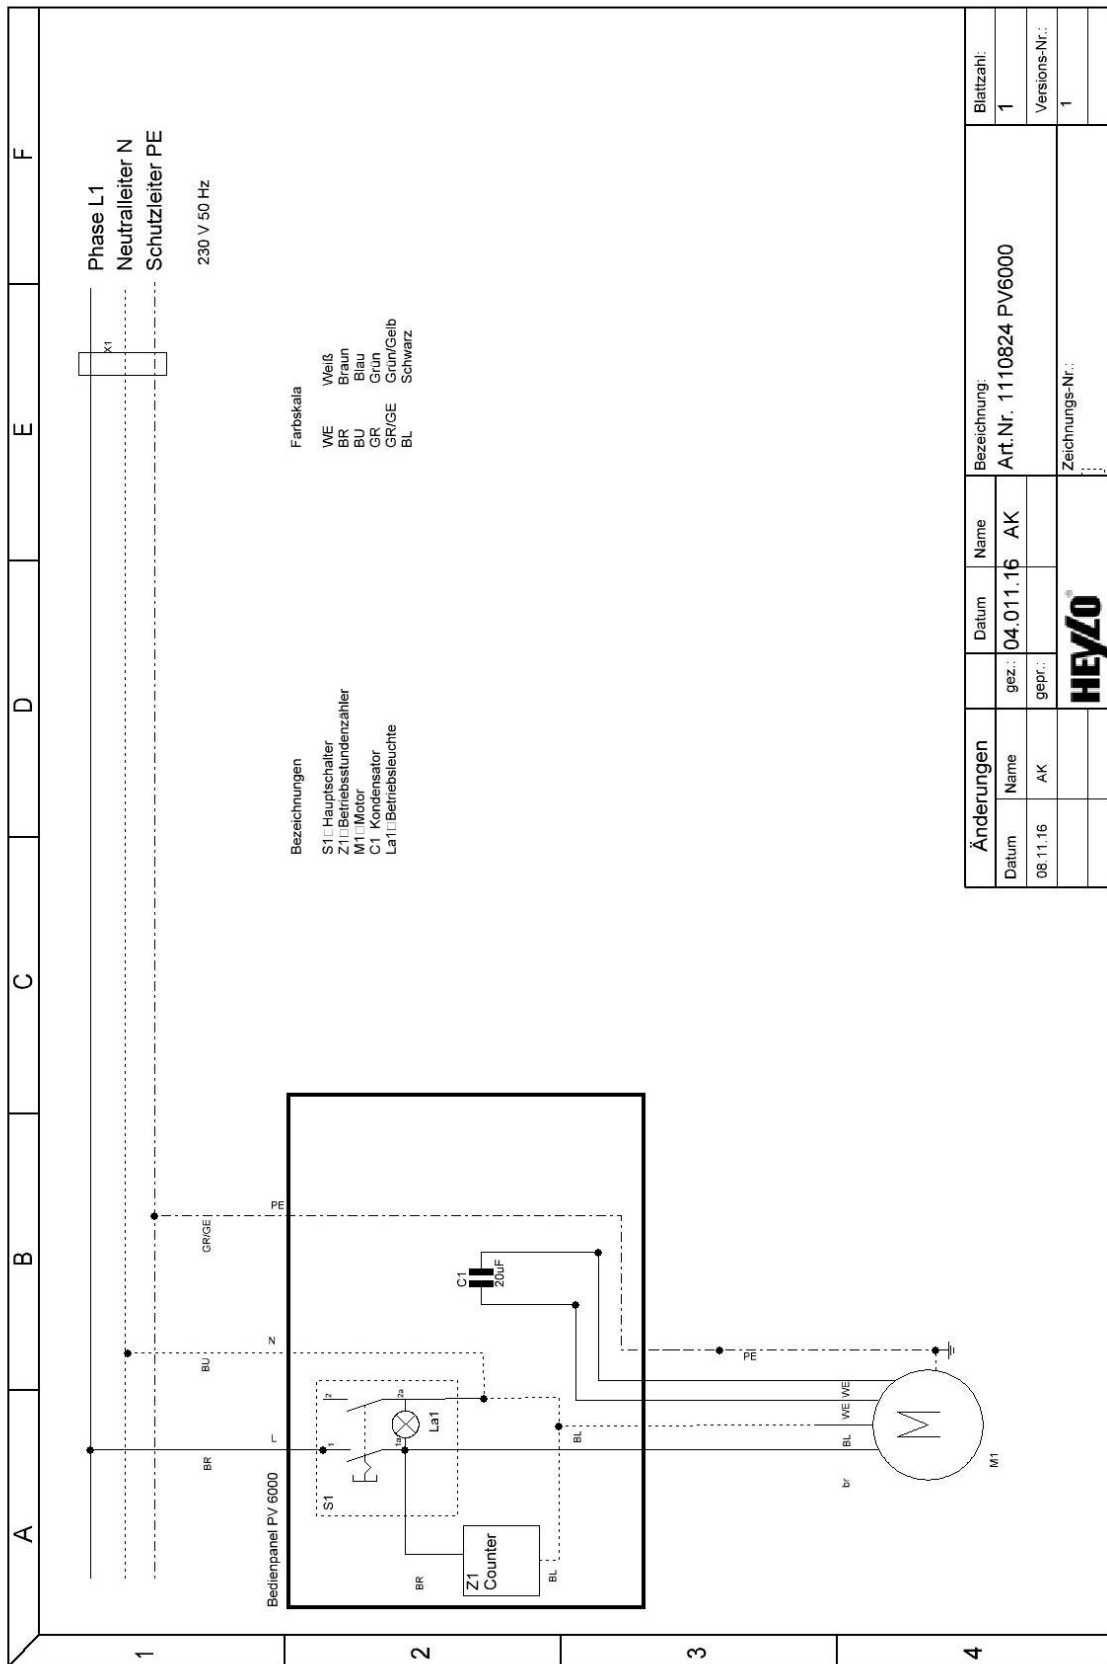 A
B
C
D
E
F
1
2
3
4
Phase L1
Neutralleiter N
Schutzleiter PE
230 V 50 Hz
X1
Bezeichnungen
S1□Hauptschalter
Z1□Betriebsstundenzähler
M1□Motor
C1 Kondensator
La1□Betriebsleuchte
Farbskala
WE Weiß
BR Braun
BU Blau
GR Grün
GR/GE Grün/Gelb
BL Schwarz
BR
L
BU
N
GR/GE
PE
Bedienpanel PV 6000
S1
1
2
1a
2a
La1
C1
20uF
BR
Z1
Counter
BL
BL
PE
br
BL
WE
WE
M
M1
Änderungen
Datum
Name
08.11.16
AK
Datum
Name
gez.:
04.011.16
AK
gepr.:
HEYLO®
Bezeichnung:
Art.Nr. 1110824 PV6000
Zeichnungs-Nr.:
Blattzahl:
1
Versions-Nr.:
1